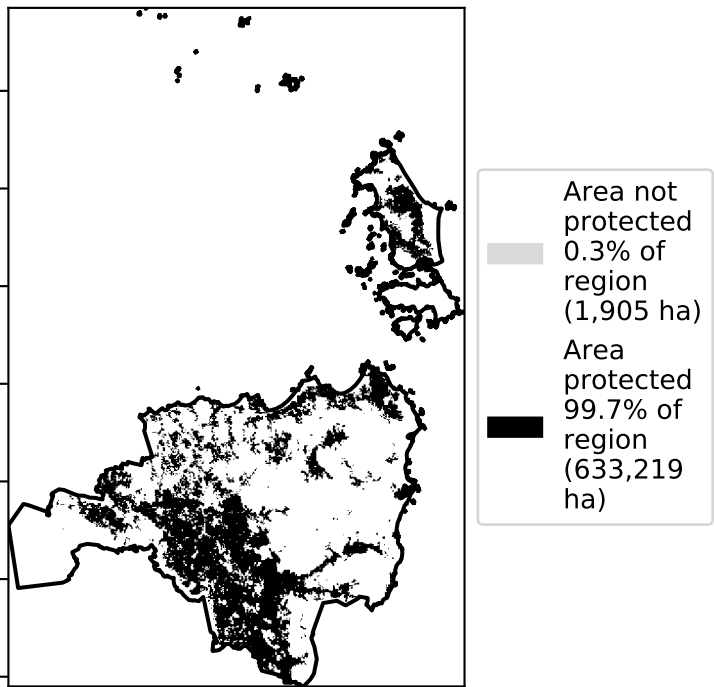 Area not
protected
0.3% of
region
(1,905 ha)
Area
protected
99.7% of
region
(633,219
ha)